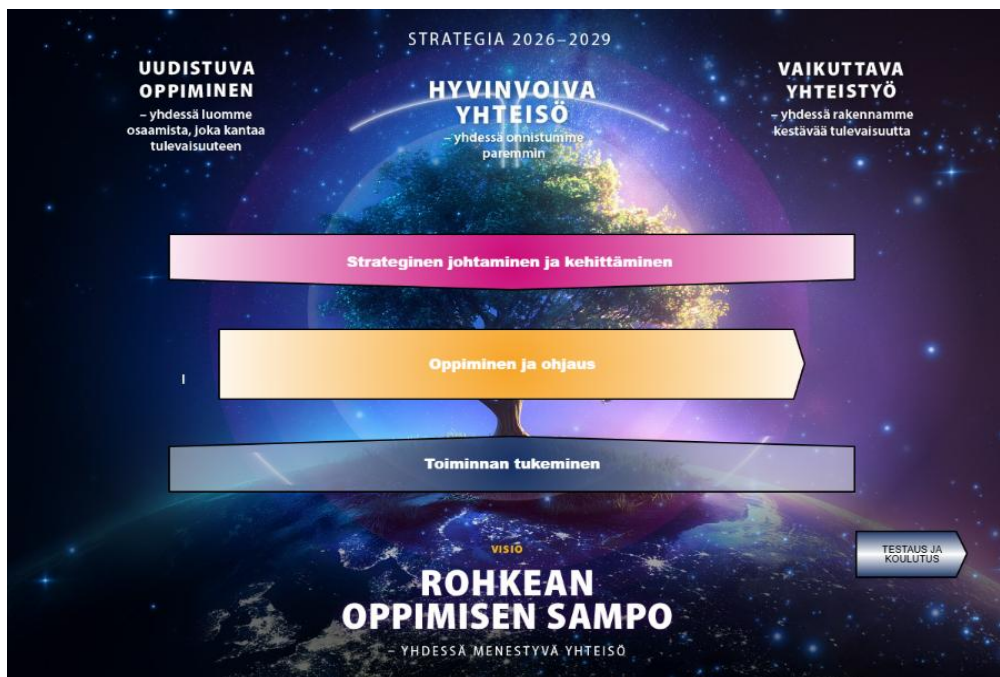 STRATEGIA 2026–2029
UUDISTUVA
OPPIMINEN
– yhdessä luomme
osaamista, joka kantaa
tulevaisuuteen
HYVINVOIVA
YHTEISÖ
– yhdessä onnistumme
paremmin
VAIKUTTAVA
YHTEISTYÖ
– yhdessä rakennamme
kestävää tulevaisuutta
Strateginen johtaminen ja kehittäminen
Oppiminen ja ohjaus
I
Toiminnan tukeminen
TESTAUS JA
KOULUTUS
VISIO
ROHKEAN
OPPIMISEN SAMPO
– YHDESSÄ MENESTYVÄ YHTEISÖ